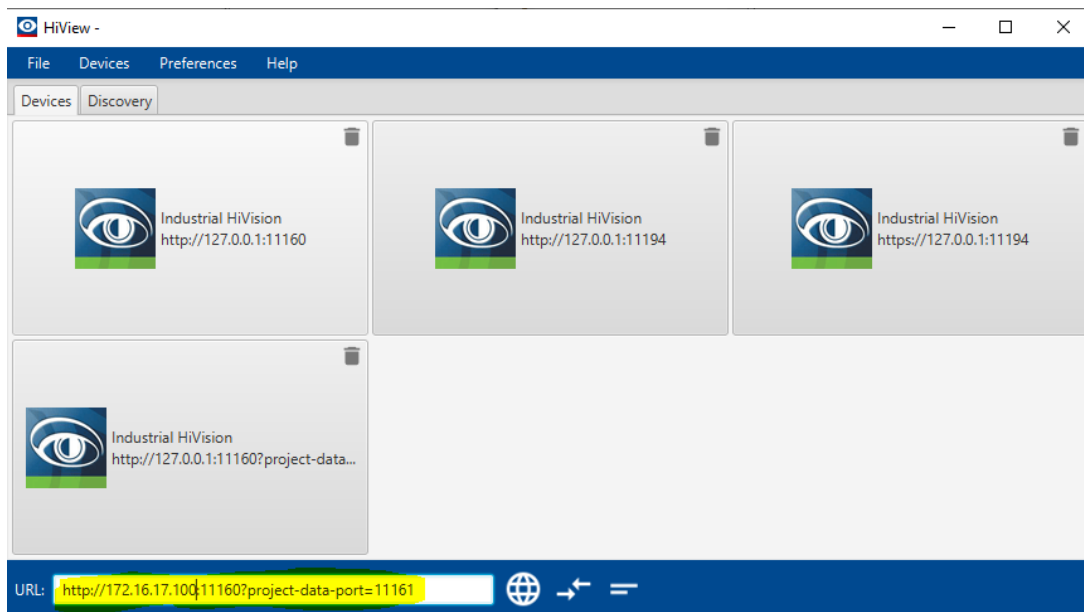 HiView -
File Devices Preferences Help
Devices Discovery
Industrial HiVision
http://127.0.0.1:11160
Industrial HiVision
http://127.0.0.1:11194
Industrial HiVision
https://127.0.0.1:11194
Industrial HiVision
http://127.0.0.1:11160?project-data...
URL: http://172.16.17.100:11160?project-data-port=11161